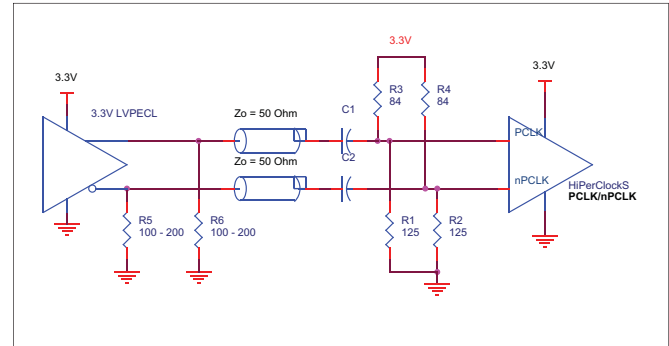 3.3V
3.3V
3.3V
3.3V LVPECL
Zo = 50 Ohm
C1
R3
84
R4
84
PCLK
Zo = 50 Ohm
C2
nPCLK
HiPerClockS
PCLK/nPCLK
R5
100 - 200
R6
100 - 200
R1
125
R2
125